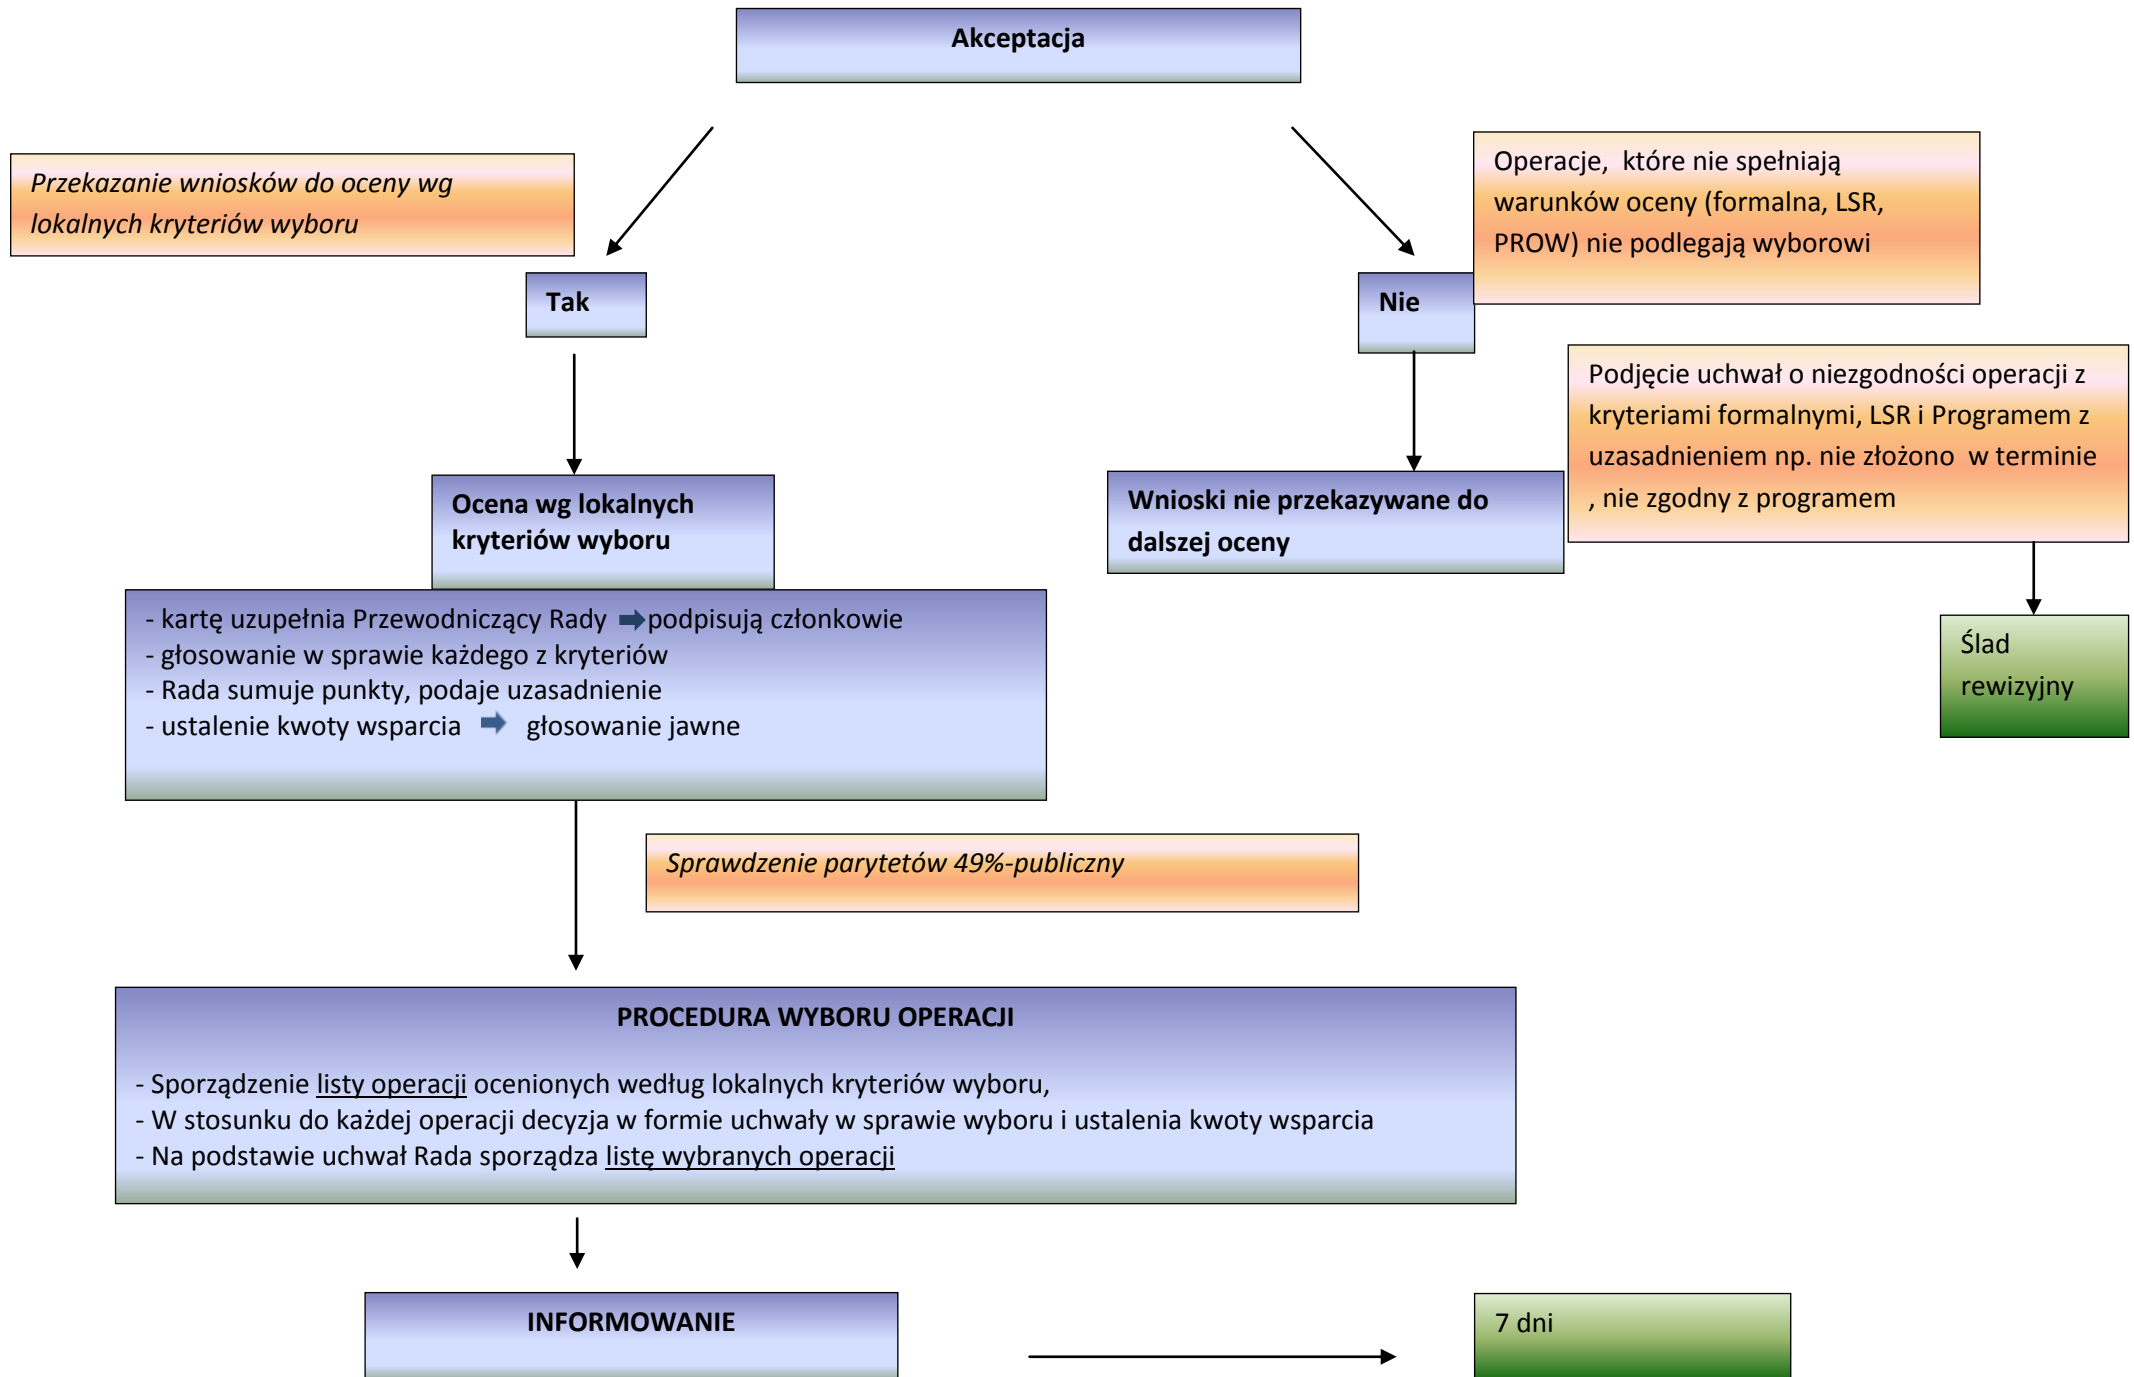 Akceptacja
Przekazanie wniosków do oceny wg
lokalnych kryteriów wyboru
Operacje,  które nie spełniają
warunków oceny (formalna, LSR,
PROW) nie podlegają wyborowi
Tak
Nie
Podjęcie uchwał o niezgodności operacji z
kryteriami formalnymi, LSR i Programem z
uzasadnieniem np. nie złożono  w terminie
, nie zgodny z programem
Ocena wg lokalnych
kryteriów wyboru
Wnioski nie przekazywane do
dalszej oceny
- kartę uzupełnia Przewodniczący Rady ➡podpisują członkowie
- głosowanie w sprawie każdego z kryteriów
- Rada sumuje punkty, podaje uzasadnienie
- ustalenie kwoty wsparcia ➡ głosowanie jawne
Ślad
rewizyjny
Sprawdzenie parytetów 49%-publiczny
PROCEDURA WYBORU OPERACJI
- Sporządzenie listy operacji ocenionych według lokalnych kryteriów wyboru,
- W stosunku do każdej operacji decyzja w formie uchwały w sprawie wyboru i ustalenia kwoty wsparcia
- Na podstawie uchwał Rada sporządza listę wybranych operacji
INFORMOWANIE
7 dni